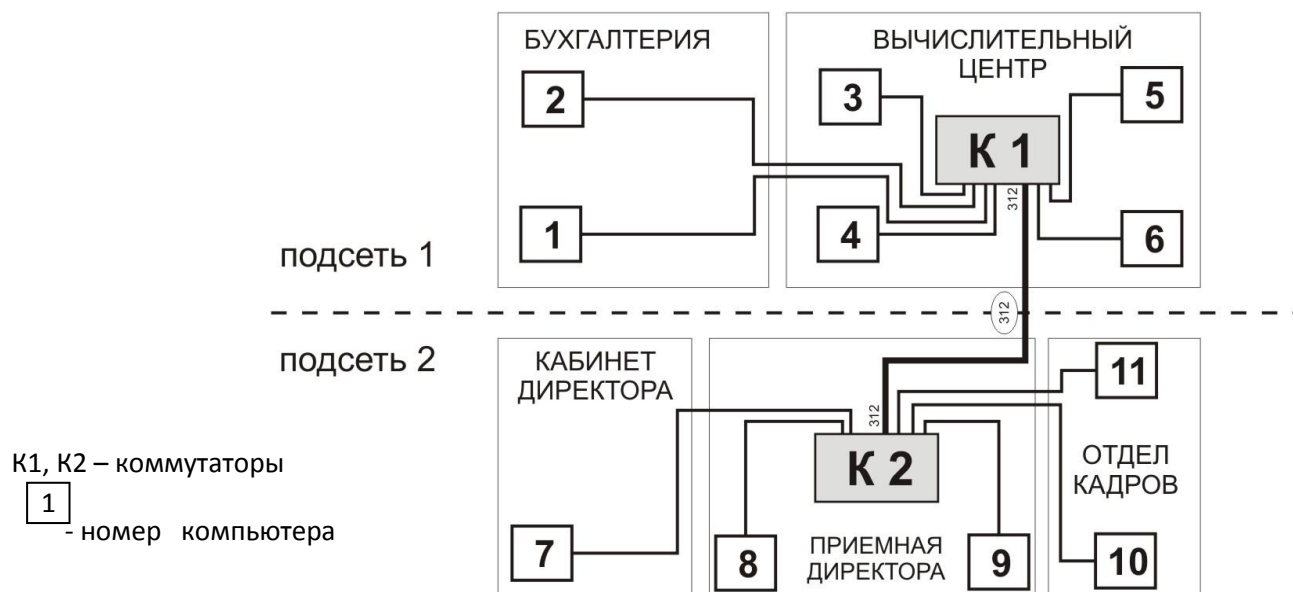 БУХГАЛТЕРИЯ
ВЫЧИСЛИТЕЛЬНЫЙ
ЦЕНТР
2
3
5
К 1
312
1
4
6
подсеть 1
312
подсеть 2
КАБИНЕТ
ДИРЕКТОРА
11
312
К 2
ОТДЕЛ
КАДРОВ
7
8
ПРИЕМНАЯ
ДИРЕКТОРА
9
10
К1, К2 – коммутаторы
1
- номер компьютера